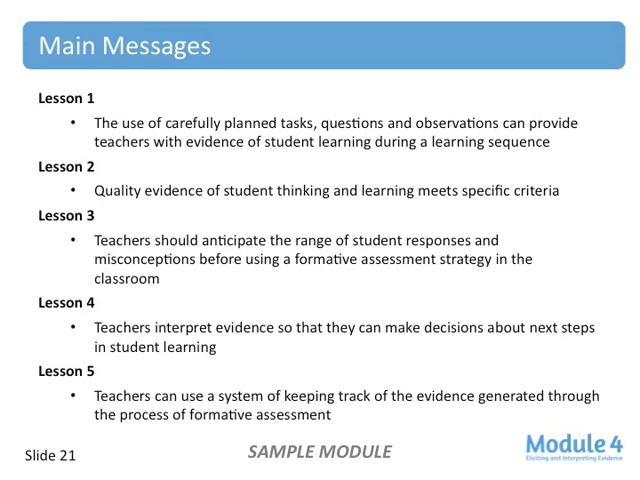 Main Messages
Lesson 1
• The use of carefully planned tasks, questions and observations can provide
teachers with evidence of student learning during a learning sequence
Lesson 2
• Quality evidence of student thinking and learning meets specific criteria
Lesson 3
• Teachers should anticipate the range of student responses and
misconceptions before using a formative assessment strategy in the
classroom
Lesson 4
• Teachers interpret evidence so that they can make decisions about next steps
in student learning
Lesson 5
• Teachers can use a system of keeping track of the evidence generated through
the process of formative assessment
Slide 21
SAMPLE MODULE
Module 4
Eliciting and Interpreting Evidence